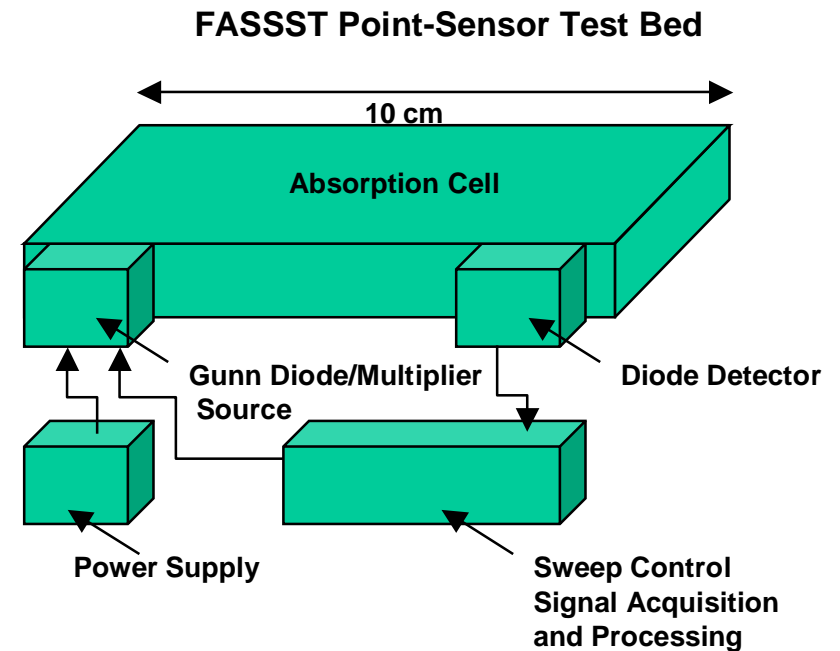 FASSST Point-Sensor Test Bed
10 cm
Absorption Cell
Gunn Diode/Multiplier
Source
Diode Detector
Power Supply
Sweep Control
Signal Acquisition
and Processing